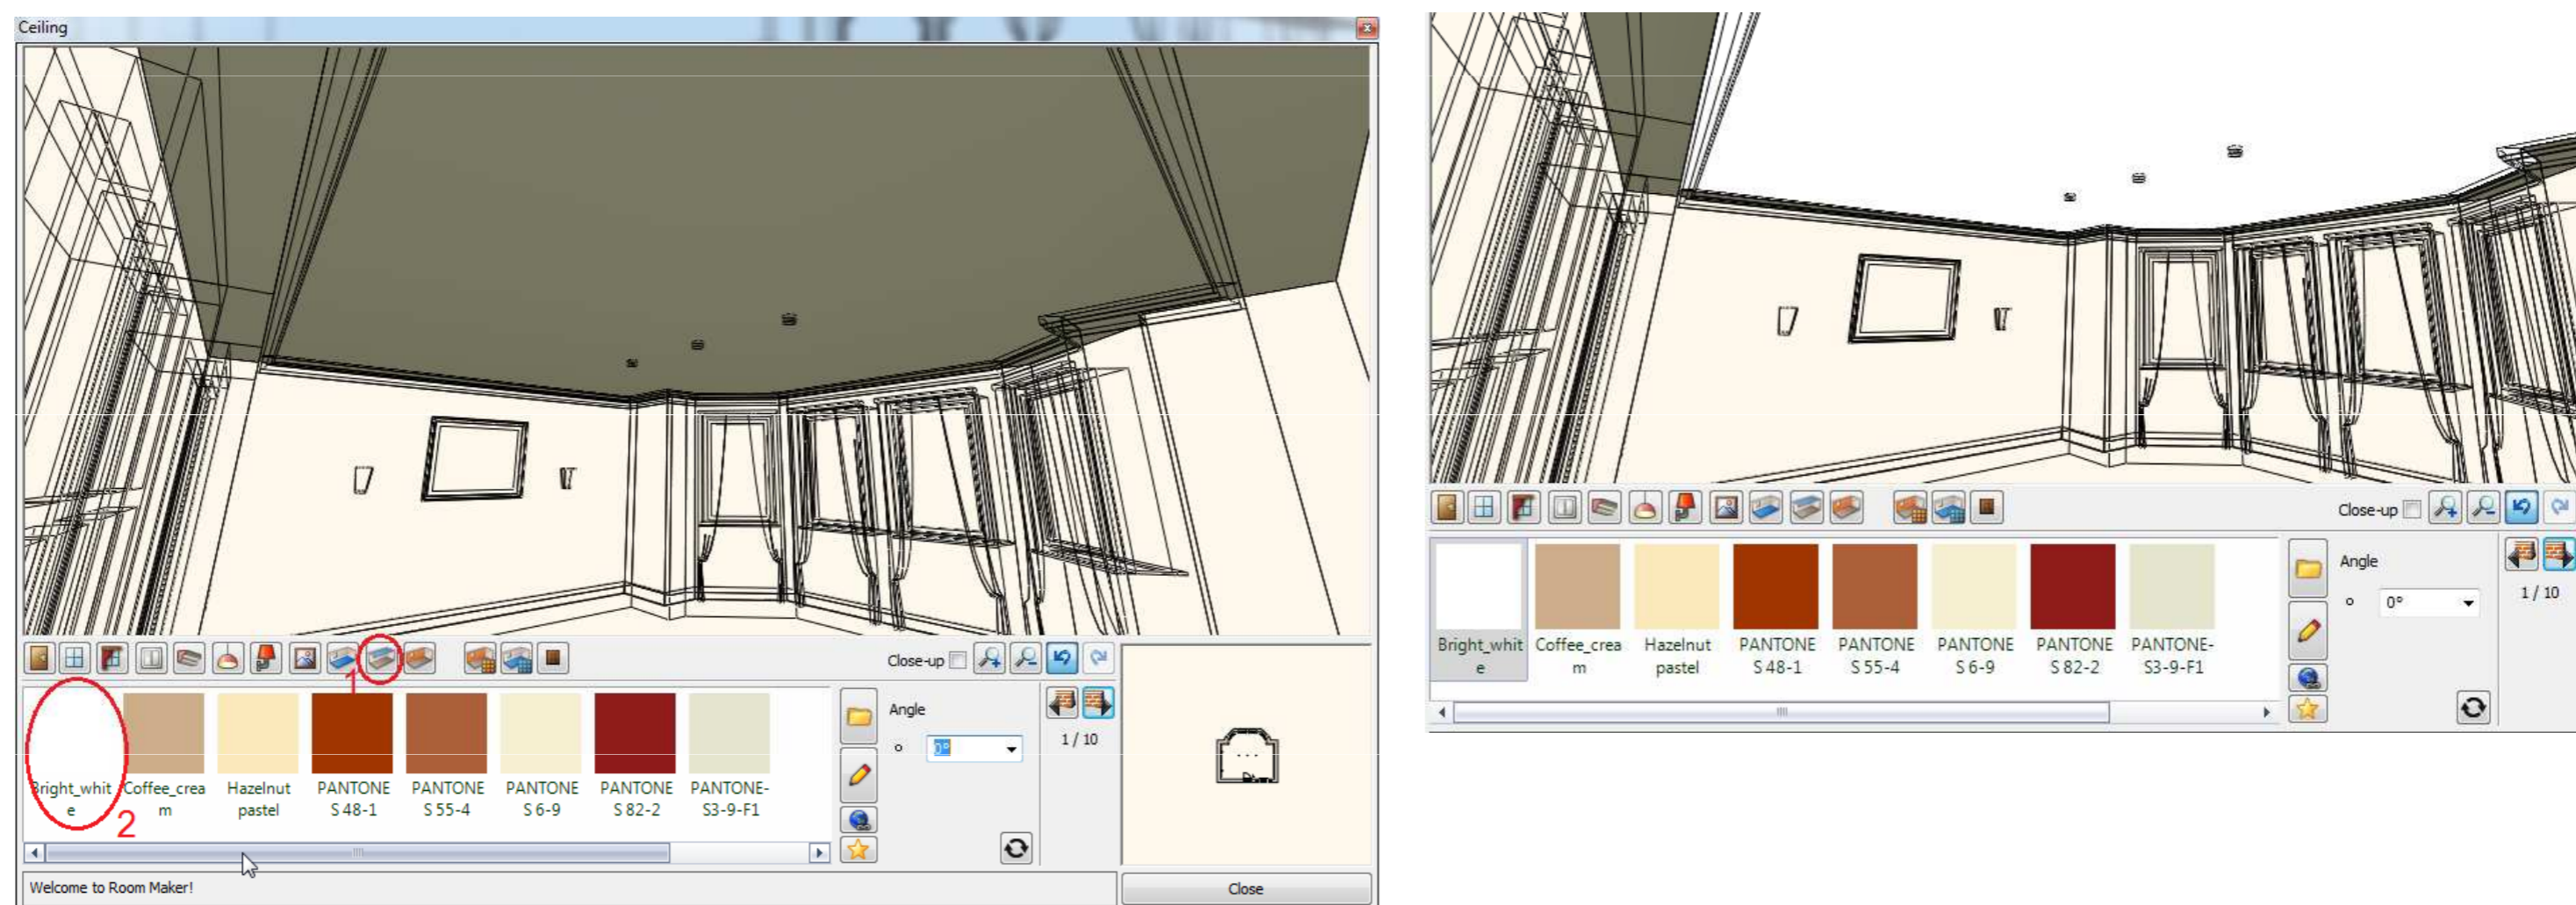 Ceiling
1
Close-up
Bright_whit
e
Coffee_crea
m
Hazelnut
pastel
PANTONE
S 48-1
PANTONE
S 55-4
PANTONE
S 6-9
PANTONE
S 82-2
PANTONE-
S3-9-F1
2
Angle
0°
1 / 10
Welcome to Room Maker!
Close
Close-up
Bright_whit
e
Coffee_crea
m
Hazelnut
pastel
PANTONE
S 48-1
PANTONE
S 55-4
PANTONE
S 6-9
PANTONE
S 82-2
PANTONE-
S3-9-F1
Angle
0°
1 / 10